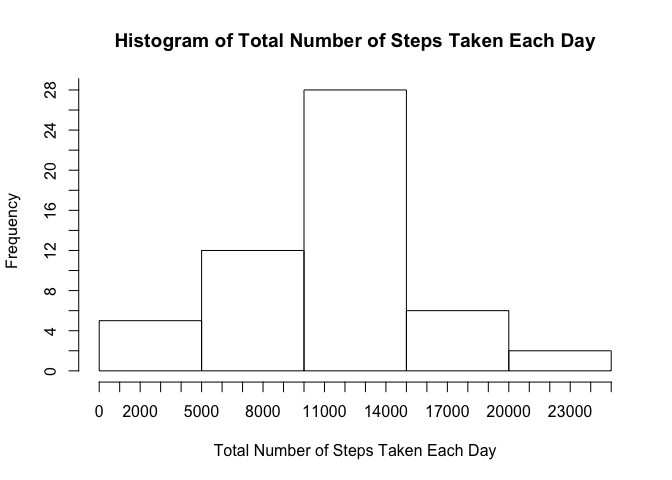 Histogram of Total Number of Steps Taken Each Day
Frequency
28
24
20
16
12
8
4
0
0 2000 5000 8000 11000 14000 17000 20000 23000
Total Number of Steps Taken Each Day